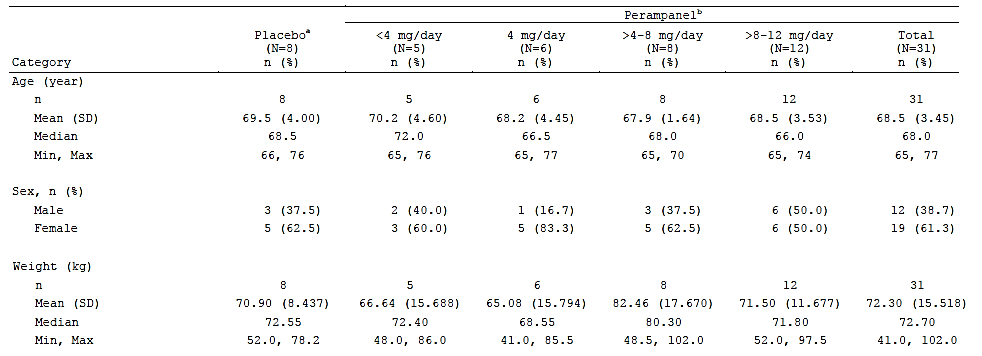 Perampanelᵇ
Placeboᵃ <4 mg/day 4 mg/day >4-8 mg/day >8-12 mg/day Total
(N=8) (N=5) (N=6) (N=8) (N=12) (N=31)
Category n (%) n (%) n (%) n (%) n (%) n (%)
Age (year)
n 8 5 6 8 12 31
Mean (SD) 69.5 (4.00) 70.2 (4.60) 68.2 (4.45) 67.9 (1.64) 68.5 (3.53) 68.5 (3.45)
Median 68.5 72.0 66.5 68.0 66.0 68.0
Min, Max 66, 76 65, 76 65, 77 65, 70 65, 74 65, 77
Sex, n (%)
Male 3 (37.5) 2 (40.0) 1 (16.7) 3 (37.5) 6 (50.0) 12 (38.7)
Female 5 (62.5) 3 (60.0) 5 (83.3) 5 (62.5) 6 (50.0) 19 (61.3)
Weight (kg)
n 8 5 6 8 12 31
Mean (SD) 70.90 (8.437) 66.64 (15.688) 65.08 (15.794) 82.46 (17.670) 71.50 (11.677) 72.30 (15.518)
Median 72.55 72.40 68.55 80.30 71.80 72.70
Min, Max 52.0, 78.2 48.0, 86.0 41.0, 85.5 48.5, 102.0 52.0, 97.5 41.0, 102.0